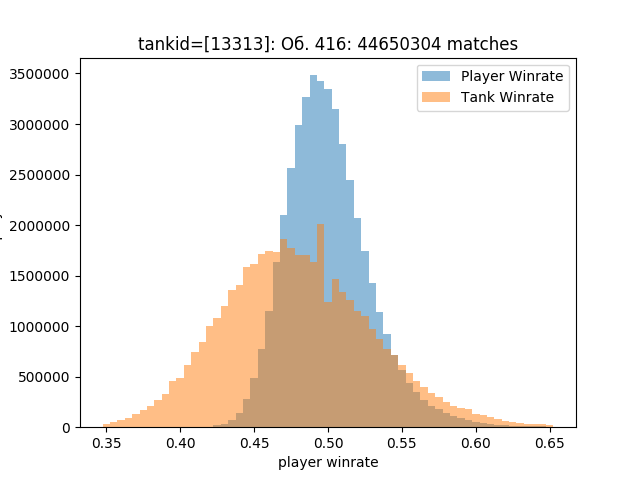 tankid=[13313]: Об. 416: 44650304 matches
Player Winrate
Tank Winrate
3500000
3000000
2500000
2000000
1500000
1000000
500000
0
0.35 0.40 0.45 0.50 0.55 0.60 0.65
player winrate